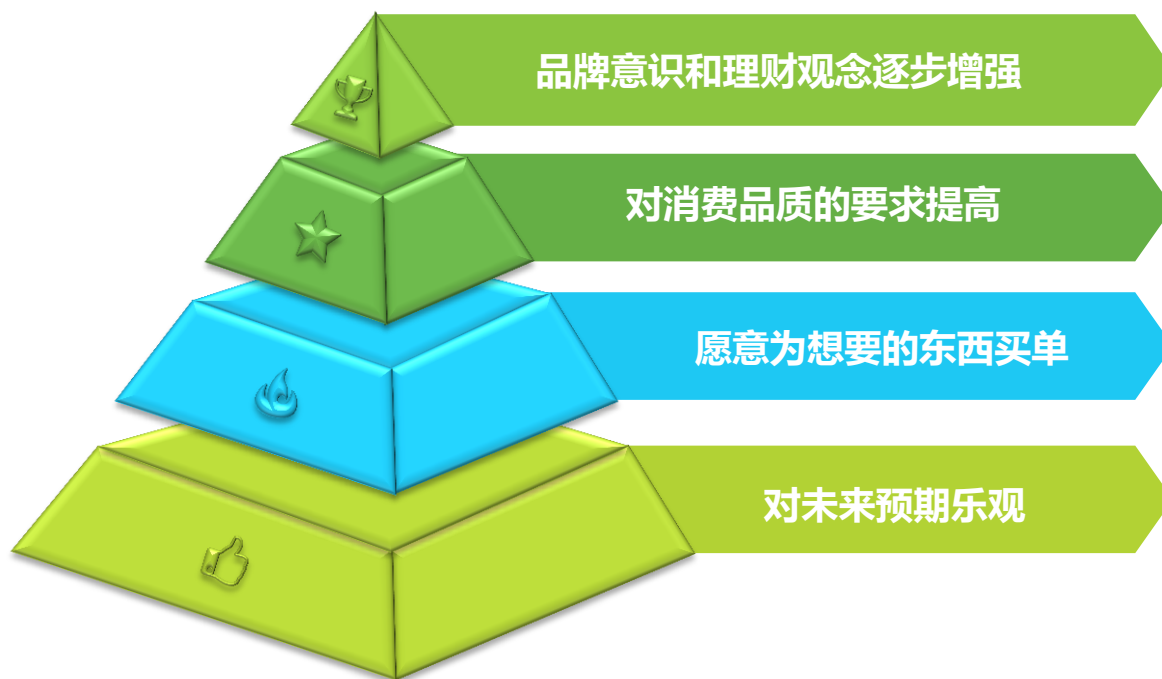 品牌意识和理财观念逐步增强
对消费品质的要求提高
愿意为想要的东西买单
对未来预期乐观